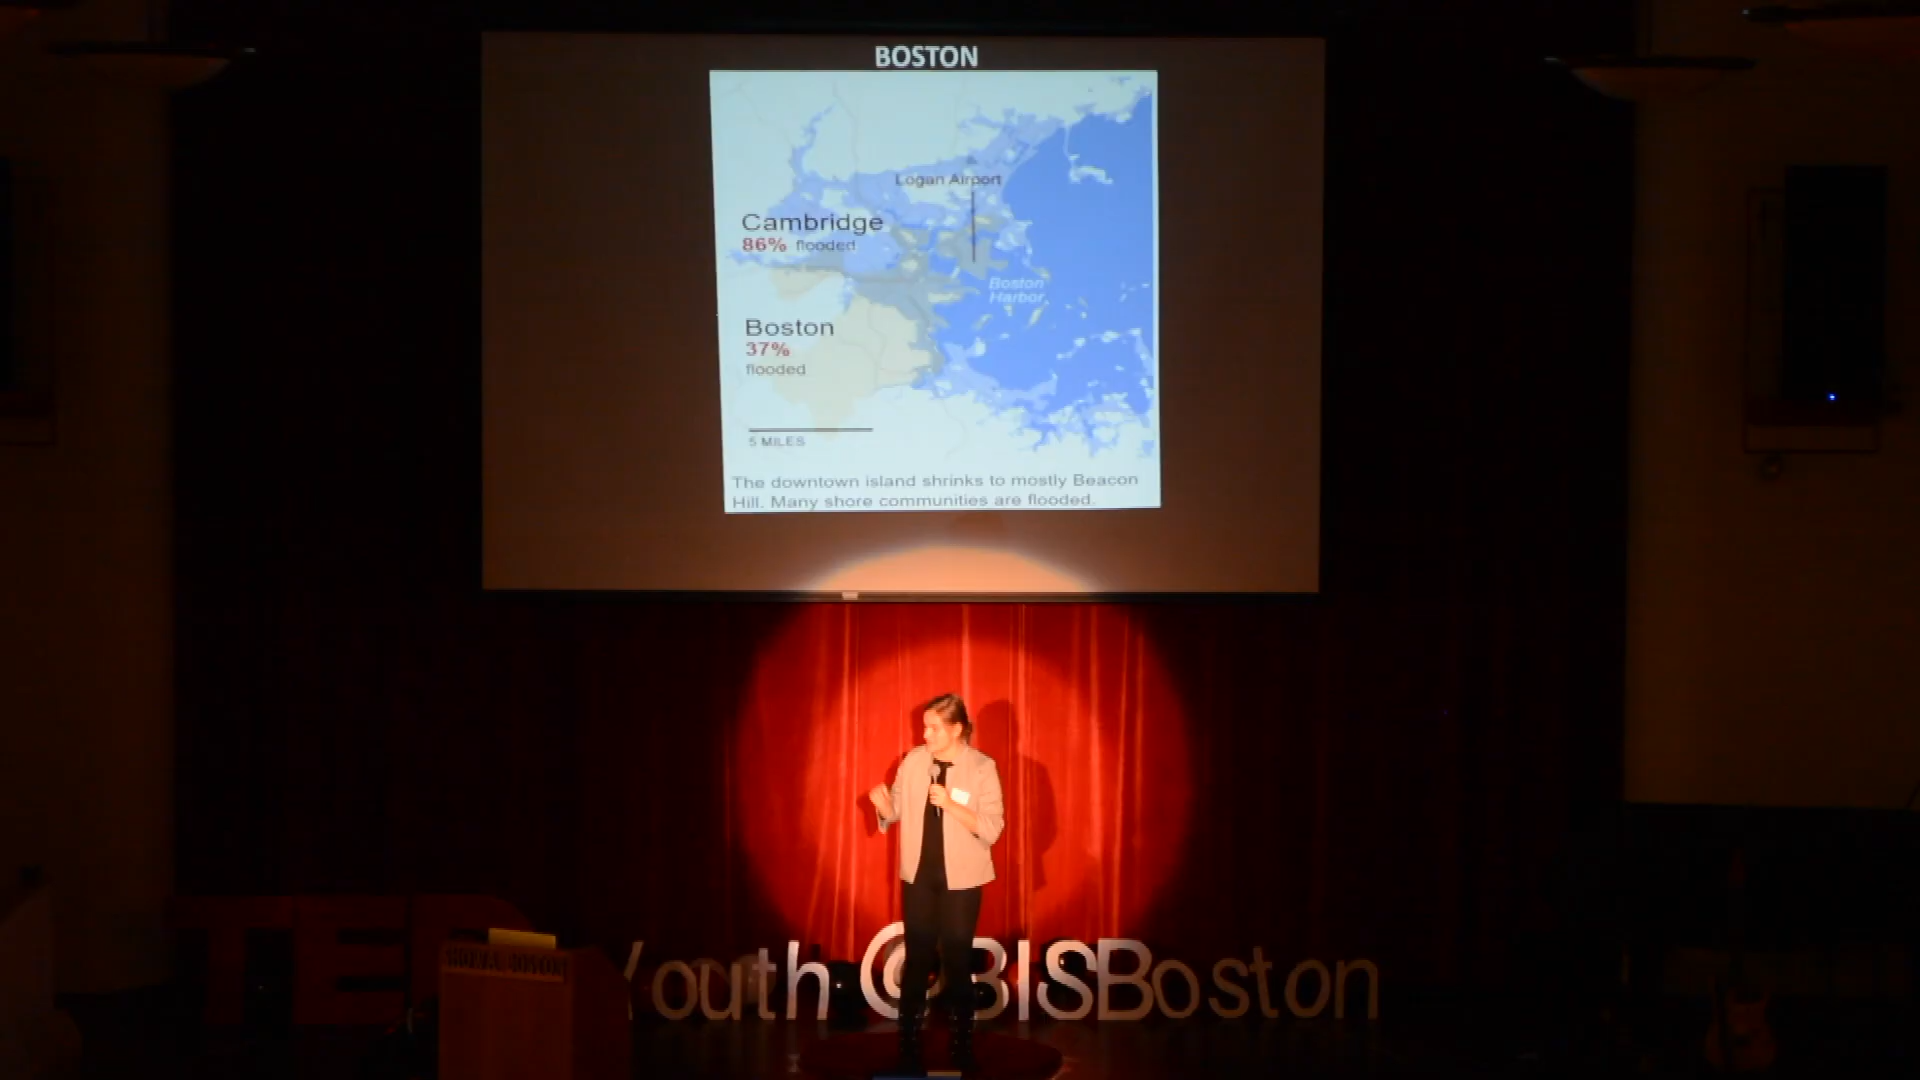 BOSTON
Logan Airport
Cambridge
86% flooded
Boston
Harbor
Boston
37%
flooded
5 MILES
The downtown island shrinks to mostly Beacon
Hill. Many shore communities are flooded.
TED Youth @BISBoston